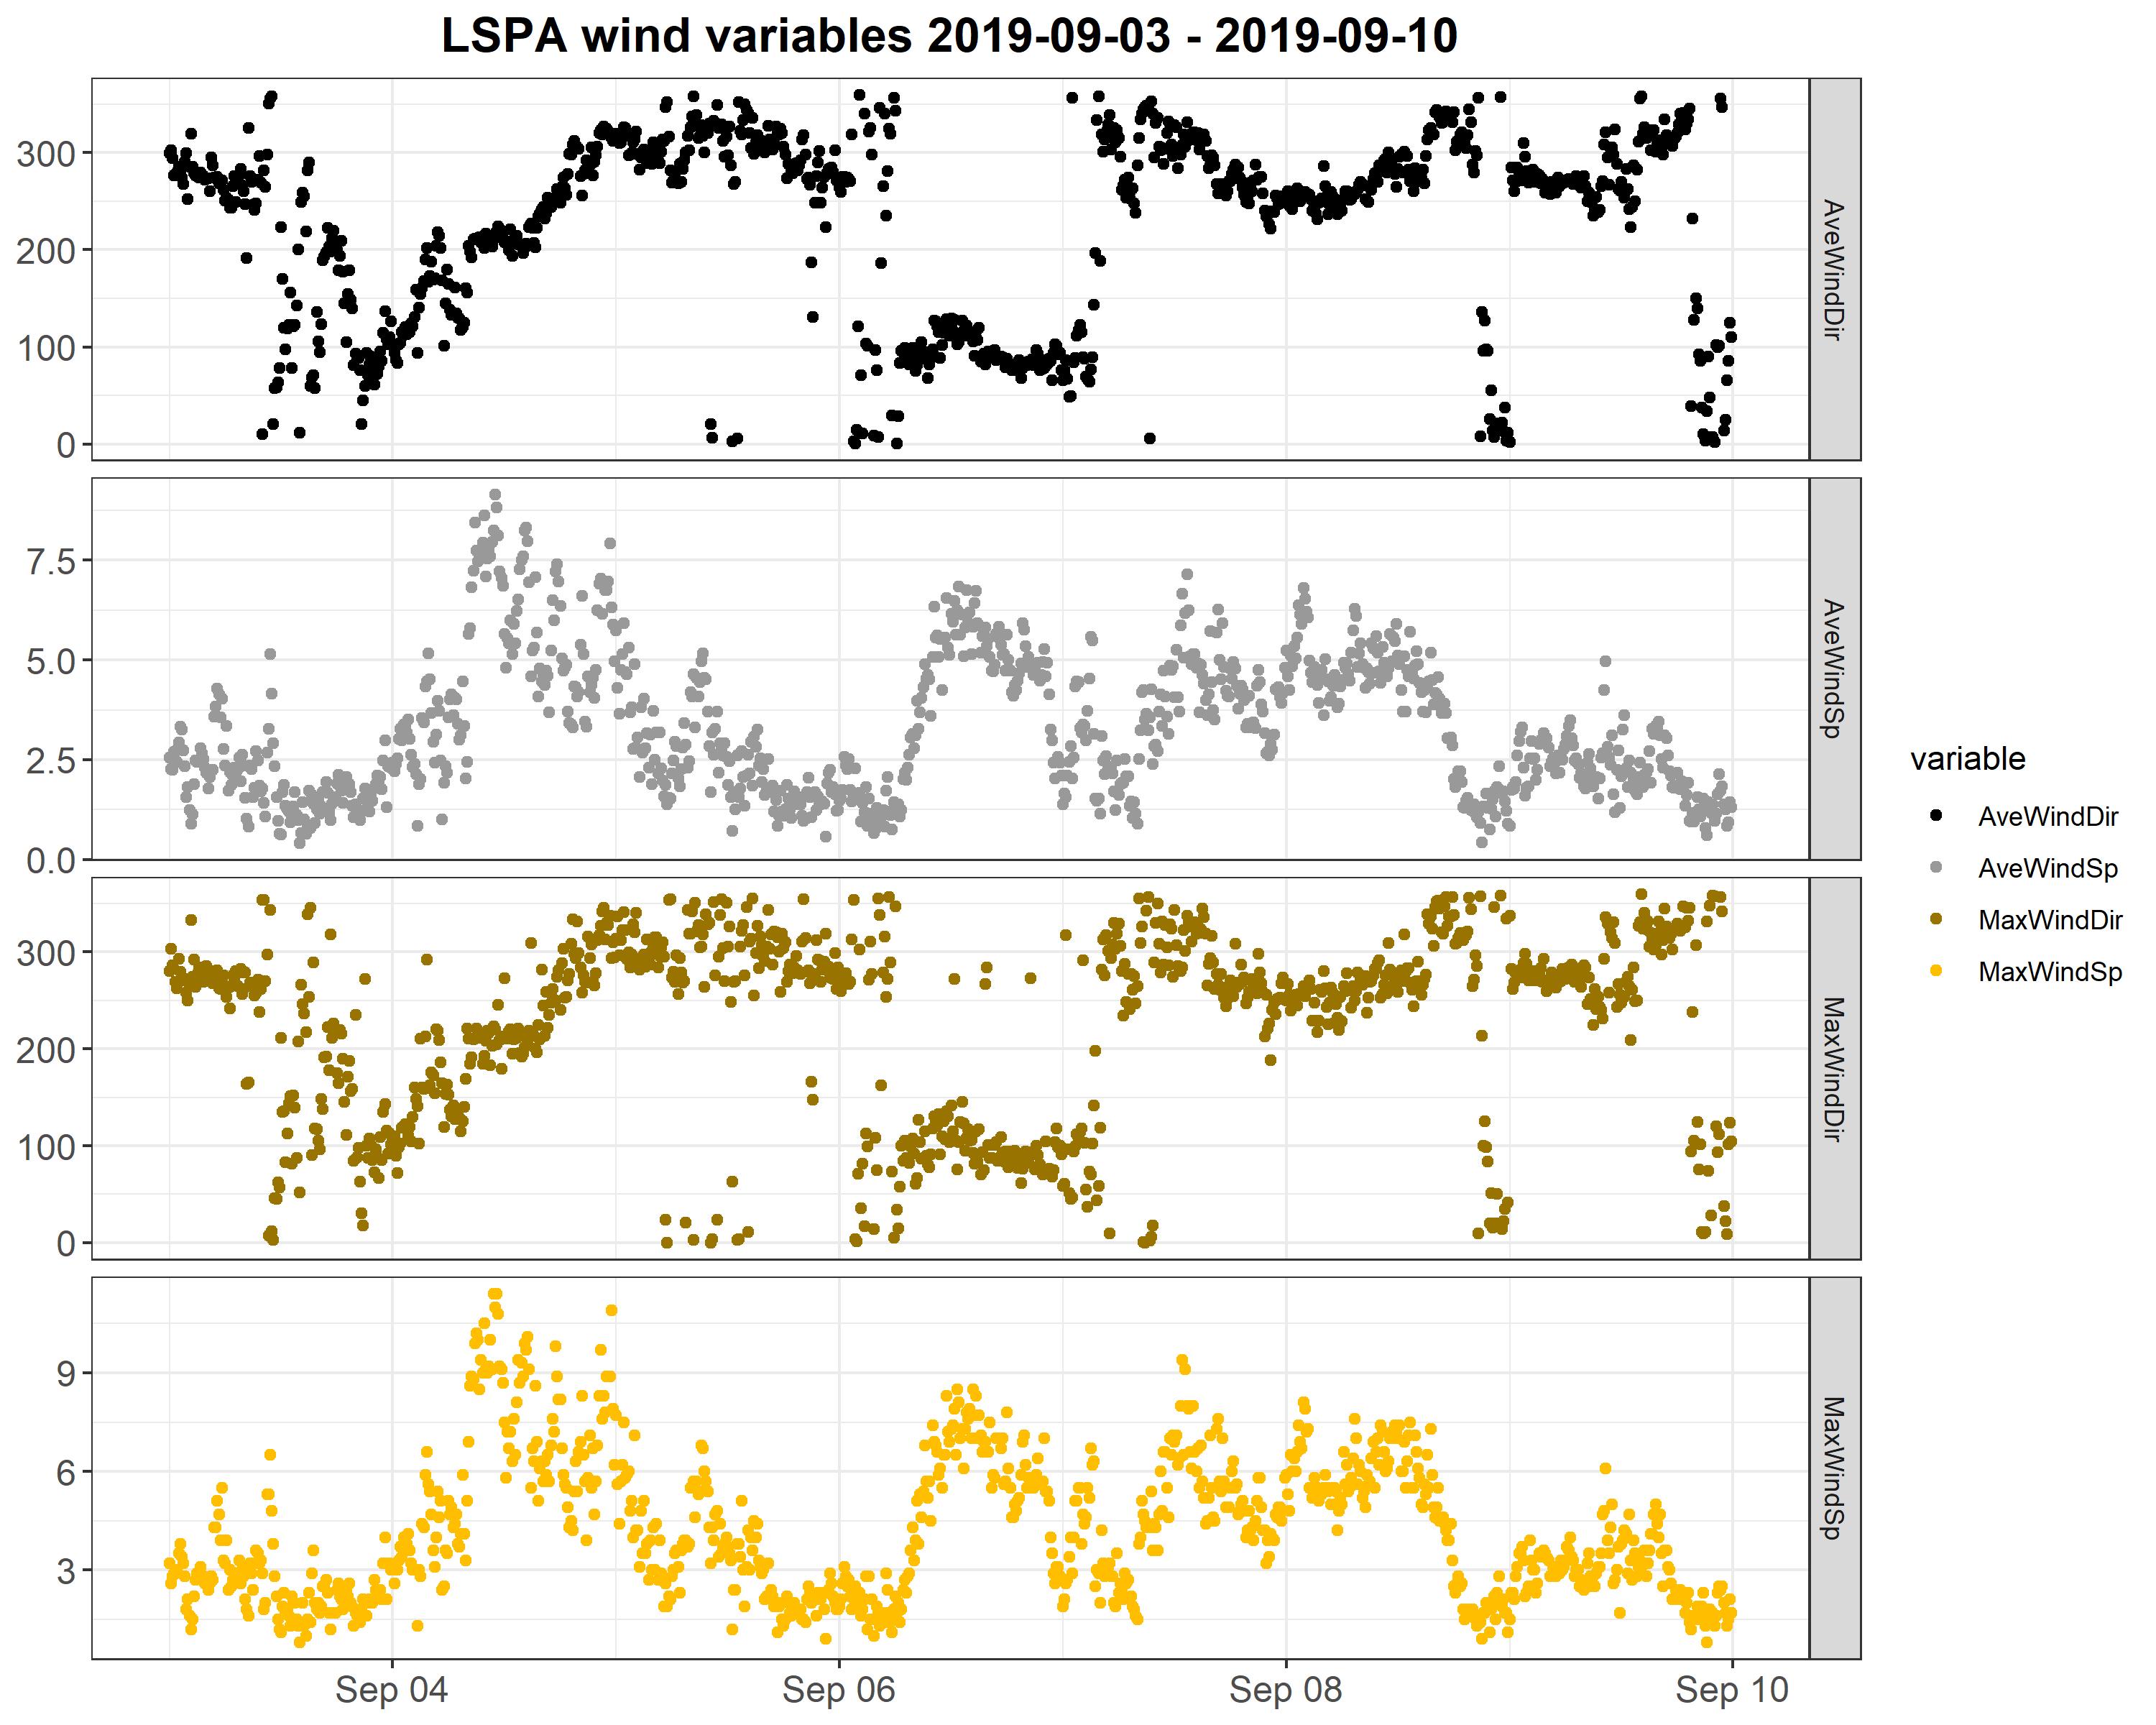 LSPA wind variables 2019-09-03 - 2019-09-10
300
200
100
0
AveWindDir
7.5
5.0
2.5
0.0
AveWindSp
300
200
100
0
MaxWindDir
9
6
3
MaxWindSp
Sep 04 Sep 06 Sep 08 Sep 10
variable
AveWindDir
AveWindSp
MaxWindDir
MaxWindSp